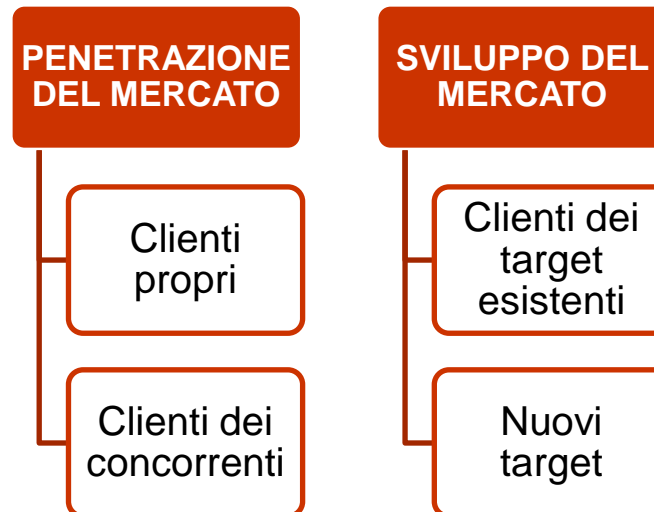 PENETRAZIONE
DEL MERCATO
Clienti
propri
Clienti dei
concorrenti
SVILUPPO DEL
MERCATO
Clienti dei
target
esistenti
Nuovi
target